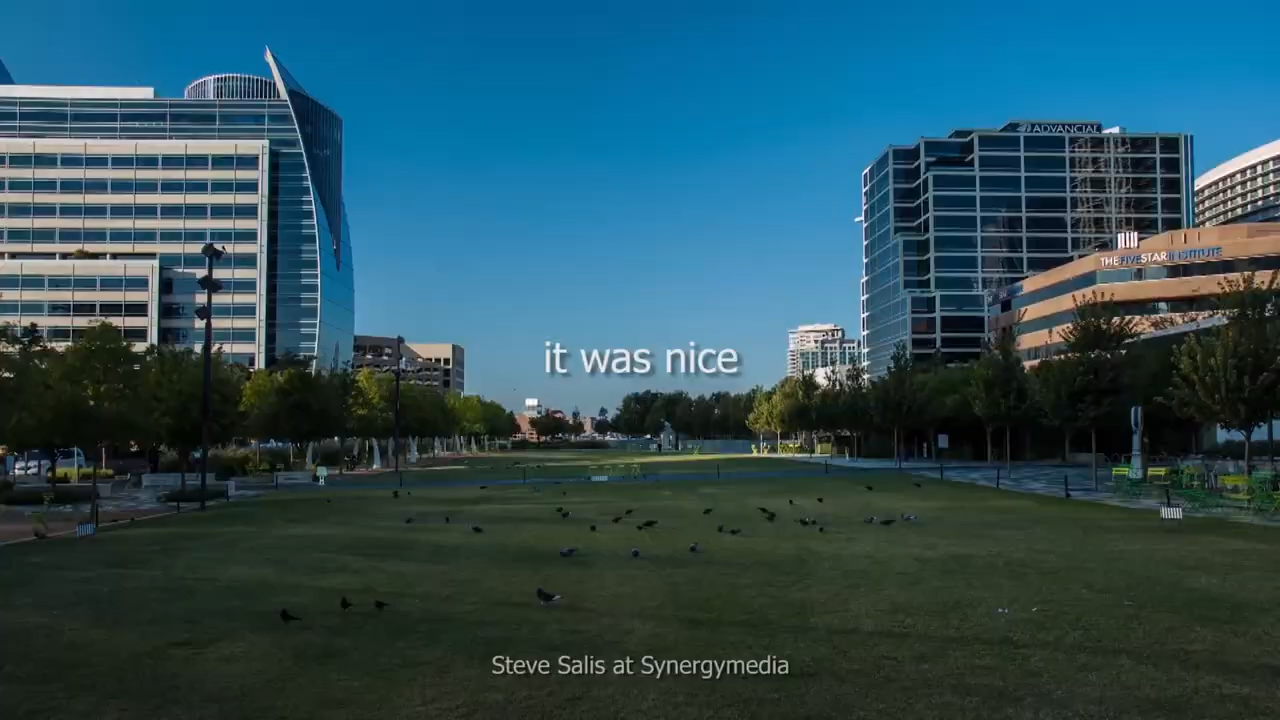 ADVANCIAL
THE FIVE STAR INSTITUTE
it was nice
Steve Salis at Synergymedia